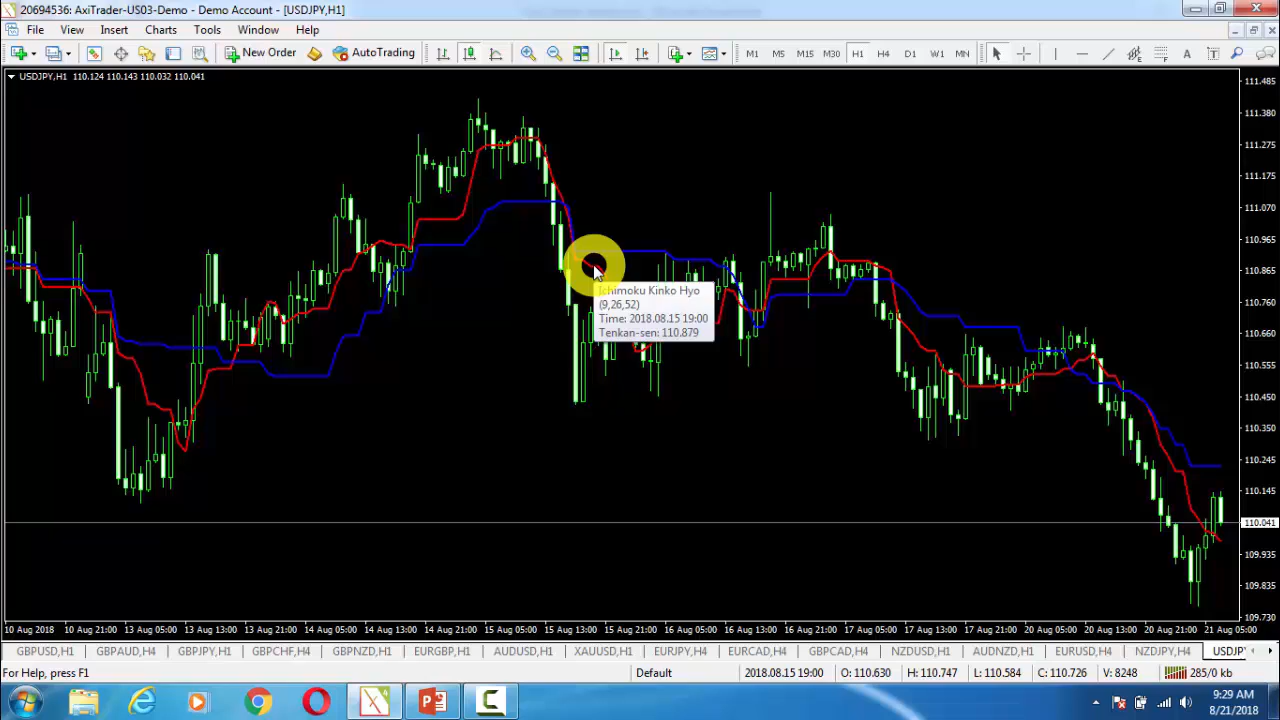 20694536: AxiTrader-US03-Demo - Demo Account - [USDJPY,H1]
File View Insert Charts Tools Window Help
New Order AutoTrading M1 M5 M15 M30 H1 H4 D1 W1 MN
USDJPY,H1 110.124 110.143 110.032 110.041
111.485
111.380
111.275
111.175
111.070
110.965
110.865
110.760
110.660
110.555
110.450
110.350
110.245
110.145
110.041
109.935
109.835
109.730
Ichimoku Kinko Hyo
(9,26,52)
Time: 2018.08.15 19:00
Tenkan-sen: 110.879
10 Aug 2018 10 Aug 21:00 13 Aug 05:00 13 Aug 13:00 13 Aug 21:00 14 Aug 05:00 14 Aug 13:00 14 Aug 21:00 15 Aug 05:00 15 Aug 13:00 15 Aug 21:00 16 Aug 05:00 16 Aug 13:00 16 Aug 21:00 17 Aug 05:00 17 Aug 13:00 17 Aug 21:00 20 Aug 05:00 20 Aug 13:00 20 Aug 21:00 21 Aug 05:00
GBPUSD,H1 GBPAUD,H4 GBPJPY,H1 GBPCHF,H4 GBPNZD,H1 EURGBP,H1 AUDUSD,H1 XAUUSD,H1 EURJPY,H4 EURCAD,H4 GBPCAD,H4 NZDUSD,H1 AUDNZD,H1 EURUSD,H4 NZDJPY,H4 USDJP
For Help, press F1 Default 2018.08.15 19:00 O: 110.630 H: 110.747 L: 110.584 C: 110.726 V: 8248 285/0 kb
9:29 AM
8/21/2018